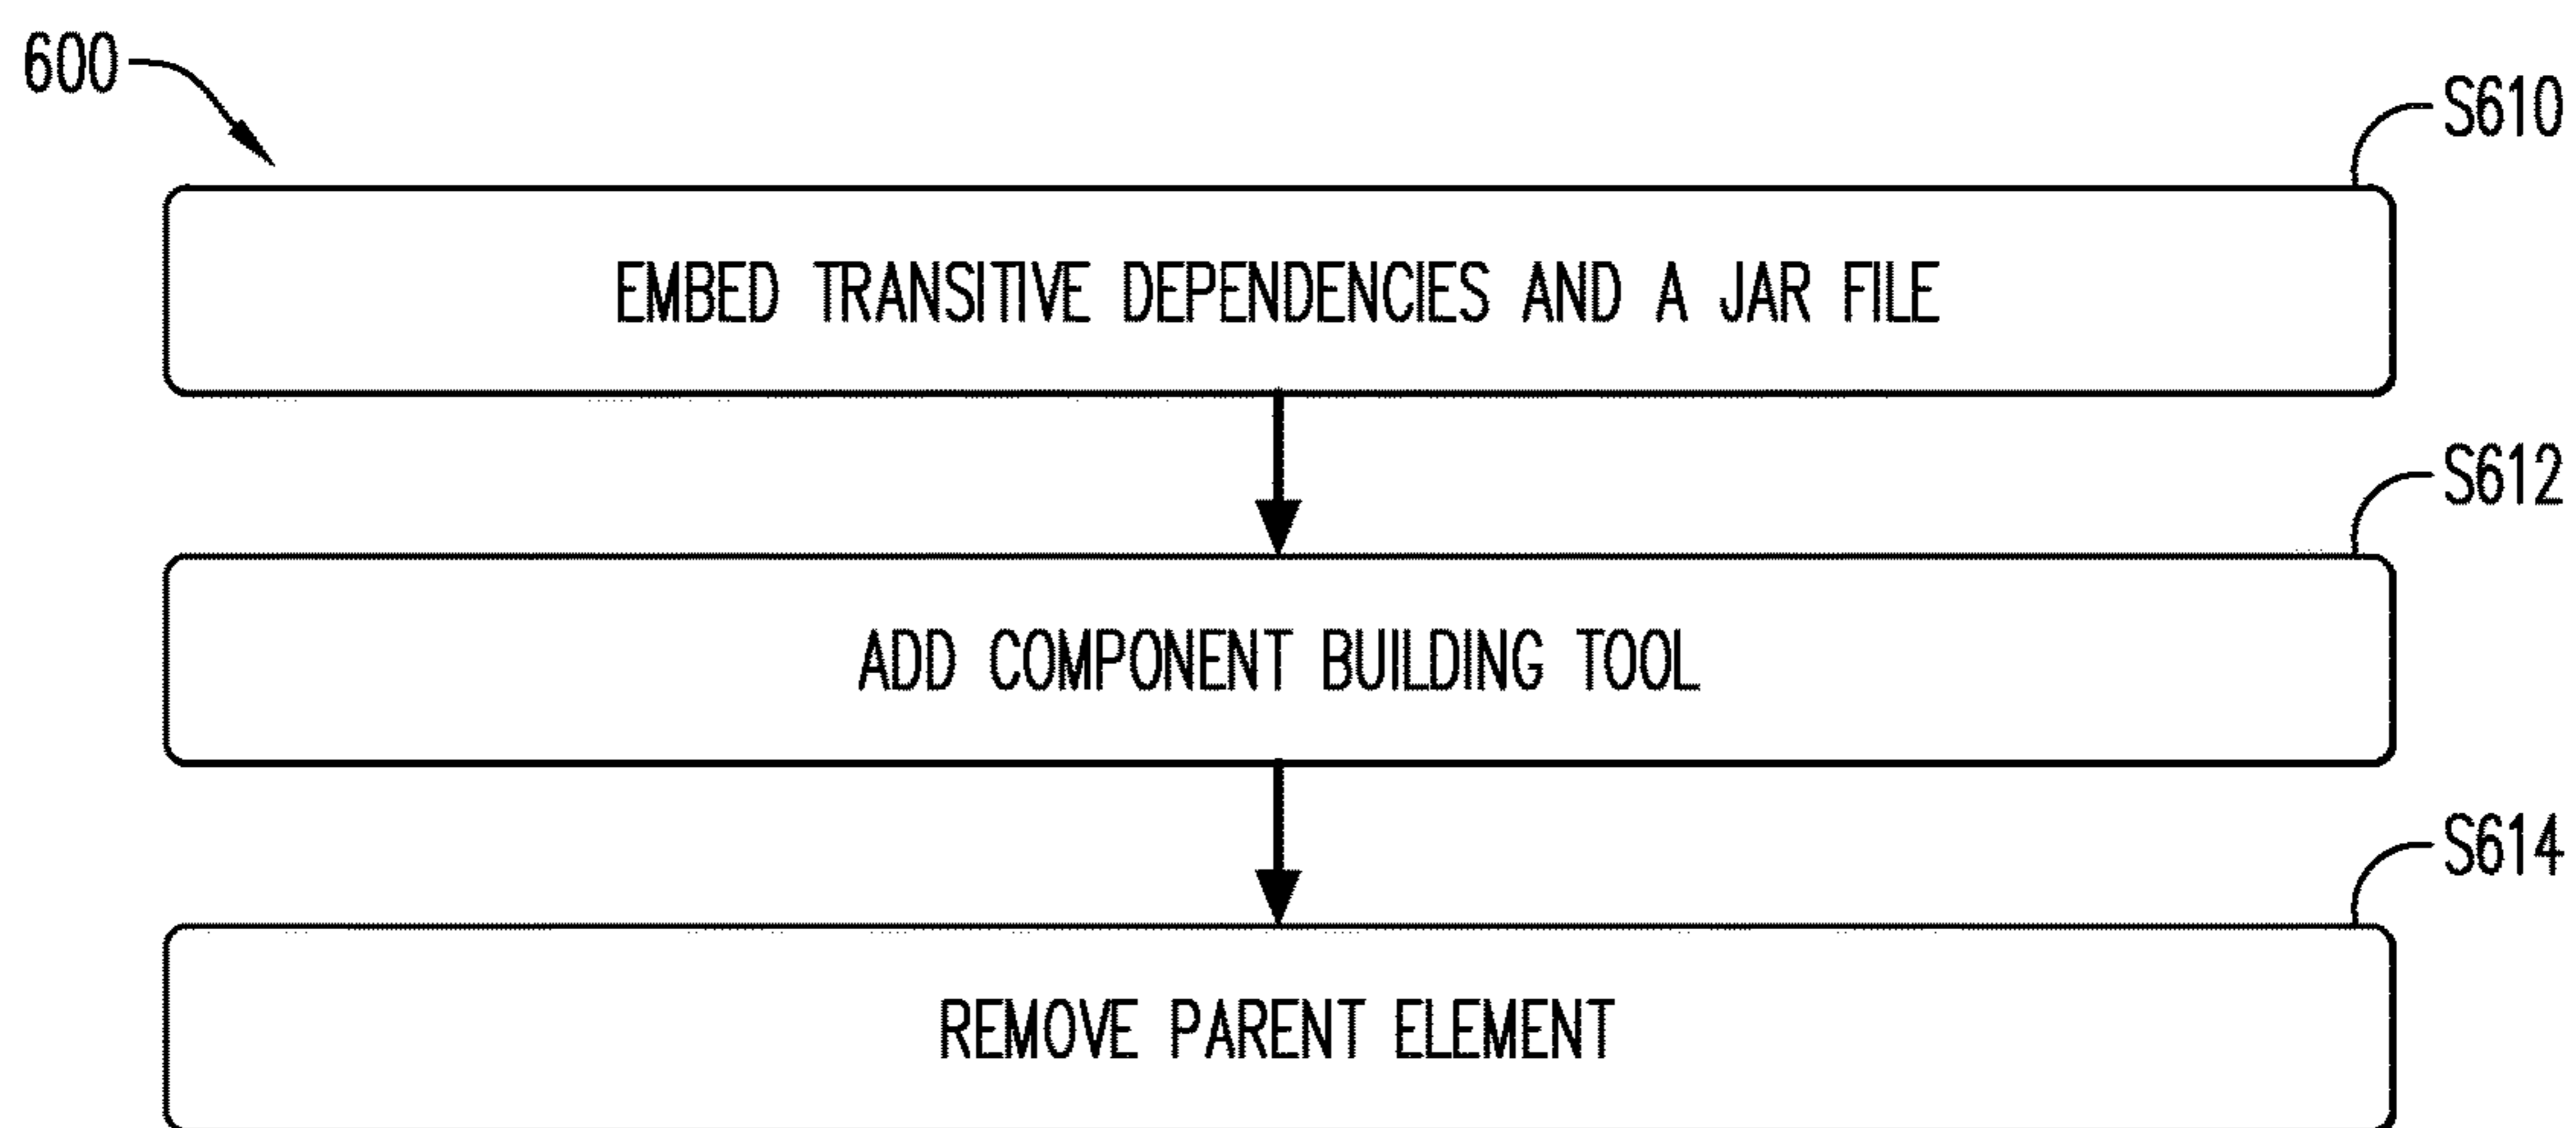 600
S610
EMBED TRANSITIVE DEPENDENCIES AND A JAR FILE
S612
ADD COMPONENT BUILDING TOOL
S614
REMOVE PARENT ELEMENT